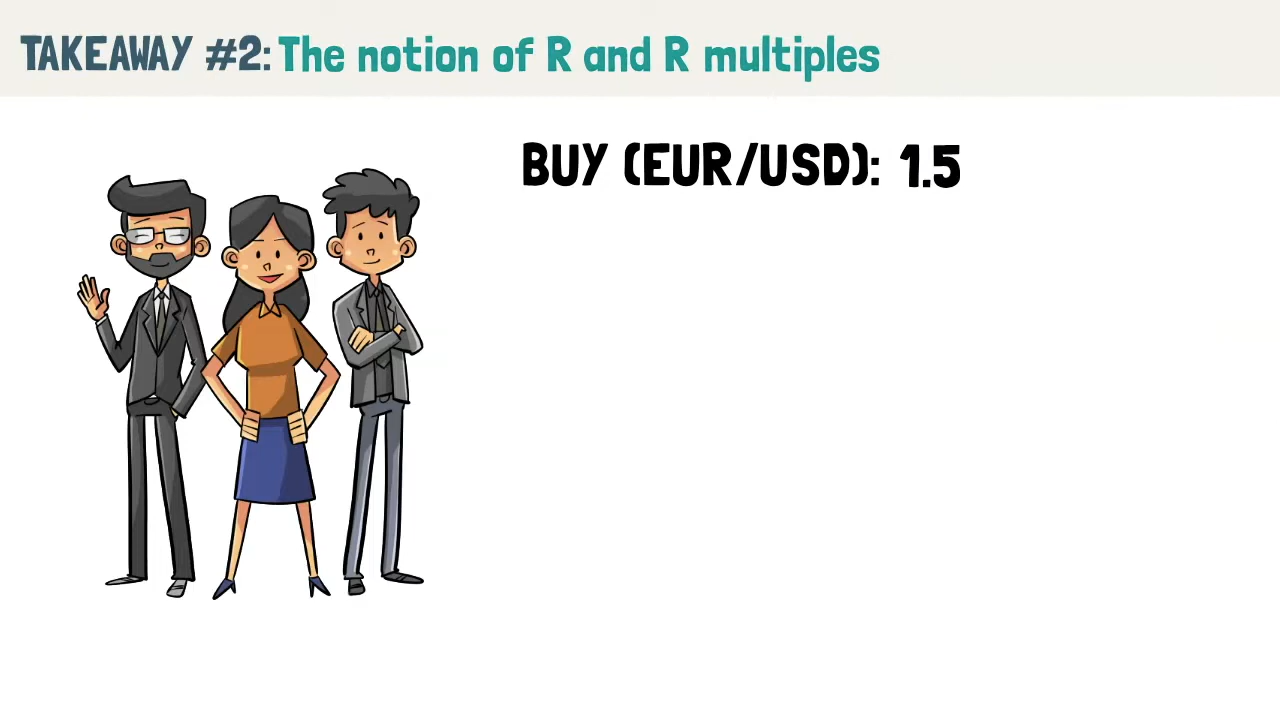 TAKEAWAY #2: The notion of R and R multiples
BUY (EUR/USD): 1.5